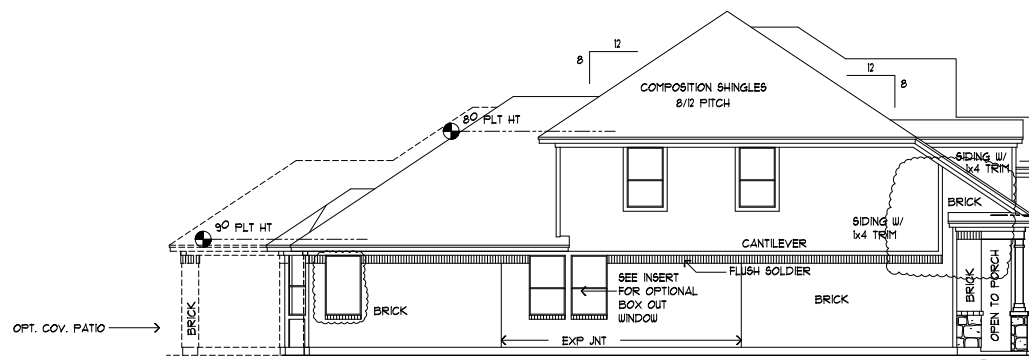 12
8
COMPOSITION SHINGLES
8/12 PITCH
12
8
8⁰ PLT HT
SIDING W/
1x4 TRIM
BRICK
SIDING W/
1x4 TRIM
9⁰ PLT HT
CANTILEVER
FLUSH SOLDIER
SEE INSERT
FOR OPTIONAL
BOX OUT
WINDOW
BRICK
BRICK
BRICK
BRICK
OPEN TO PORCH
OPT. COV. PATIO
EXP JNT